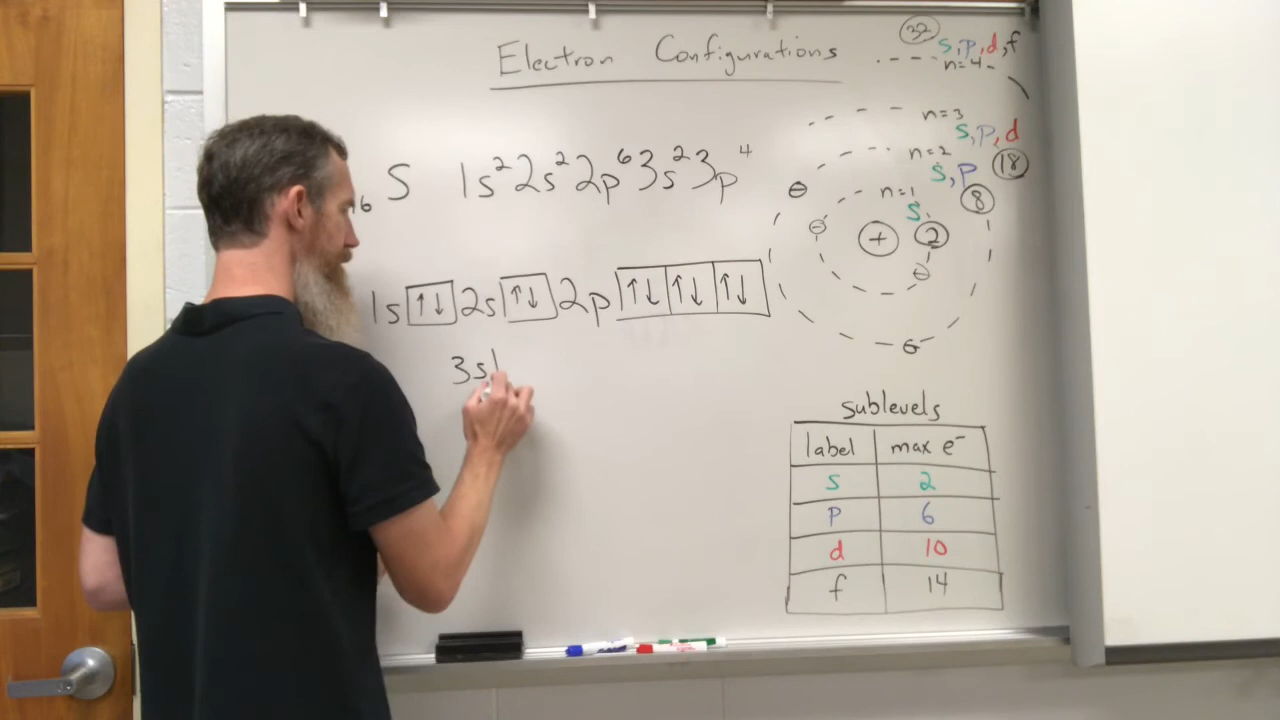 Electron Configurations
32
s, p, d, f
n=4
n=3
s, p, d
18
n=2
s, p
8
n=1
s
+ 2
6 S 1s²2s²2p⁶3s²3p⁴
1s ↑↓ 2s ↑↓ 2p ↑↓ ↑↓ ↑↓
3s
sublevels
label max e⁻
s 2
p 6
d 10
f 14